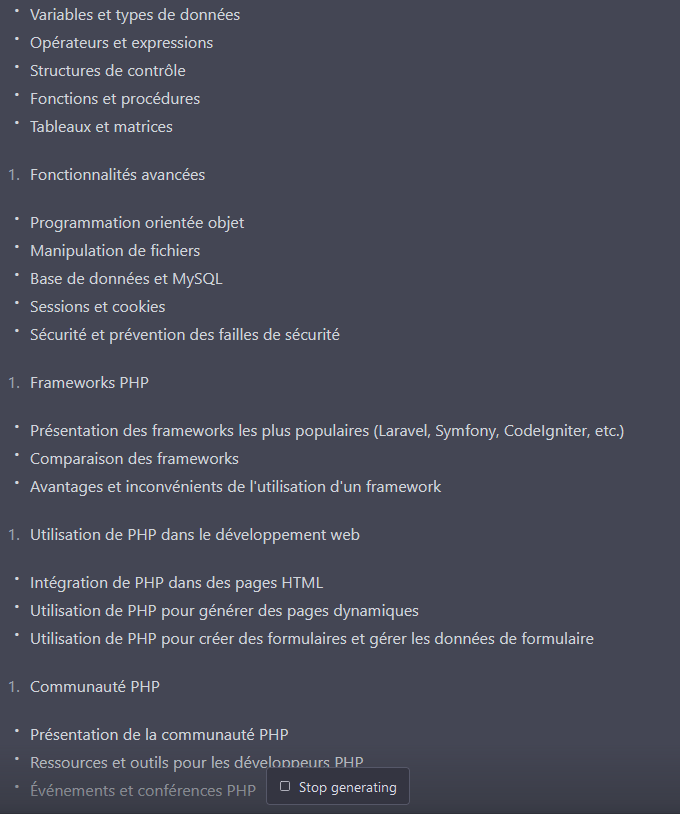 • Variables et types de données
• Opérateurs et expressions
• Structures de contrôle
• Fonctions et procédures
• Tableaux et matrices
1. Fonctionnalités avancées
• Programmation orientée objet
• Manipulation de fichiers
• Base de données et MySQL
• Sessions et cookies
• Sécurité et prévention des failles de sécurité
1. Frameworks PHP
• Présentation des frameworks les plus populaires (Laravel, Symfony, CodeIgniter, etc.)
• Comparaison des frameworks
• Avantages et inconvénients de l'utilisation d'un framework
1. Utilisation de PHP dans le développement web
• Intégration de PHP dans des pages HTML
• Utilisation de PHP pour générer des pages dynamiques
• Utilisation de PHP pour créer des formulaires et gérer les données de formulaire
1. Communauté PHP
• Présentation de la communauté PHP
• Ressources et outils pour les développeurs PHP
• Événements et conférences PHP
Stop generating